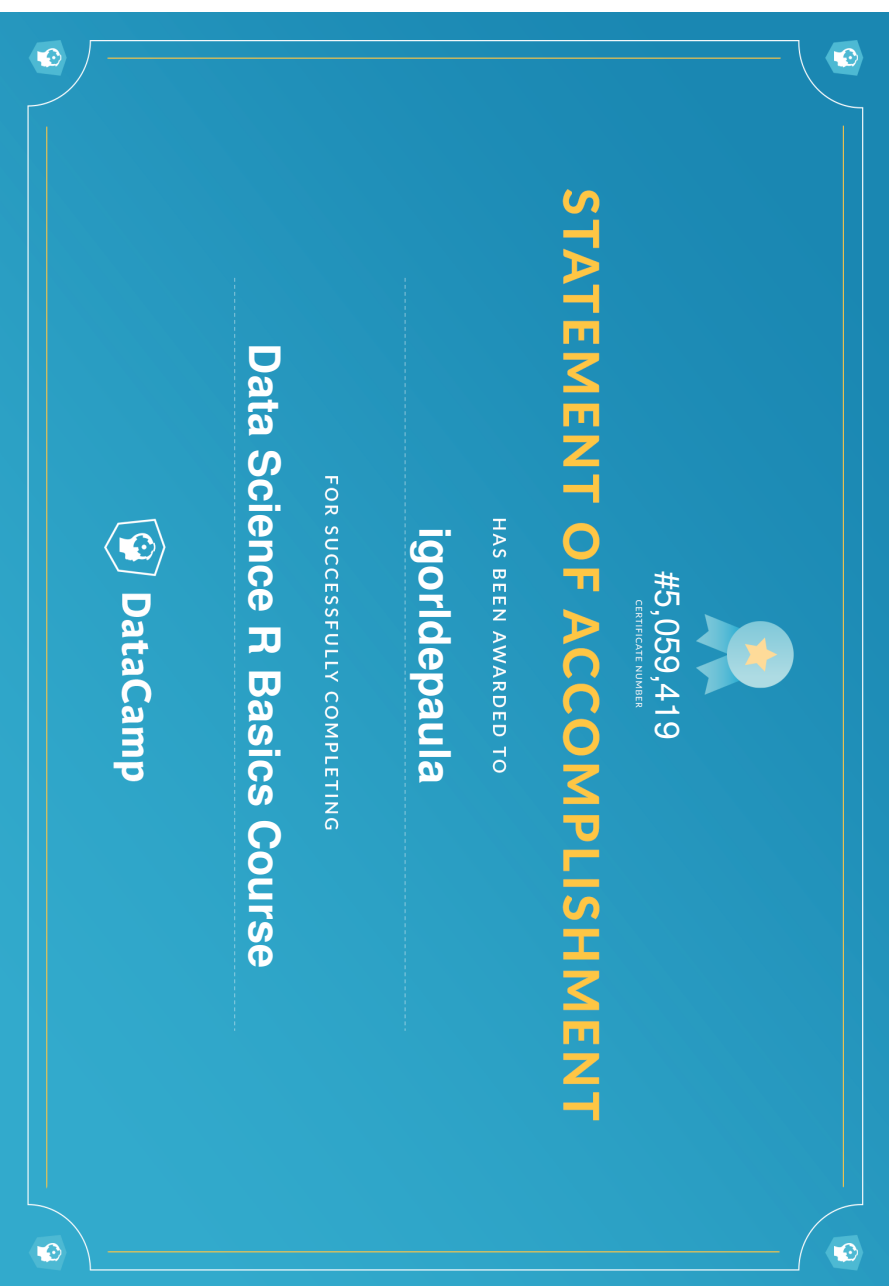 #5,059,419
CERTIFICATE NUMBER
STATEMENT OF ACCOMPLISHMENT
HAS BEEN AWARDED TO
igorldepaula
FOR SUCCESSFULLY COMPLETING
Data Science R Basics Course
DataCamp